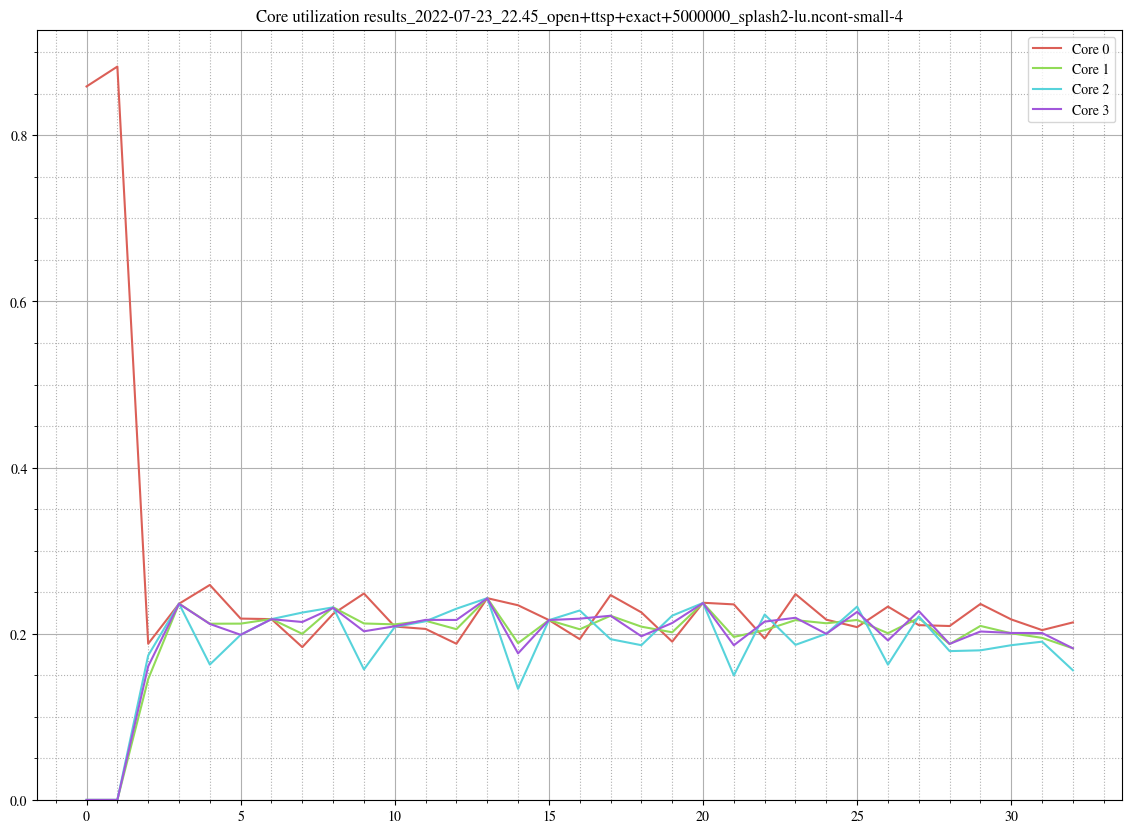 Core utilization results_2022-07-23_22.45_open+ttsp+exact+5000000_splash2-lu.ncont-small-4
Core 0
Core 1
Core 2
Core 3
0.8
0.6
0.4
0.2
0.0
0 5 10 15 20 25 30